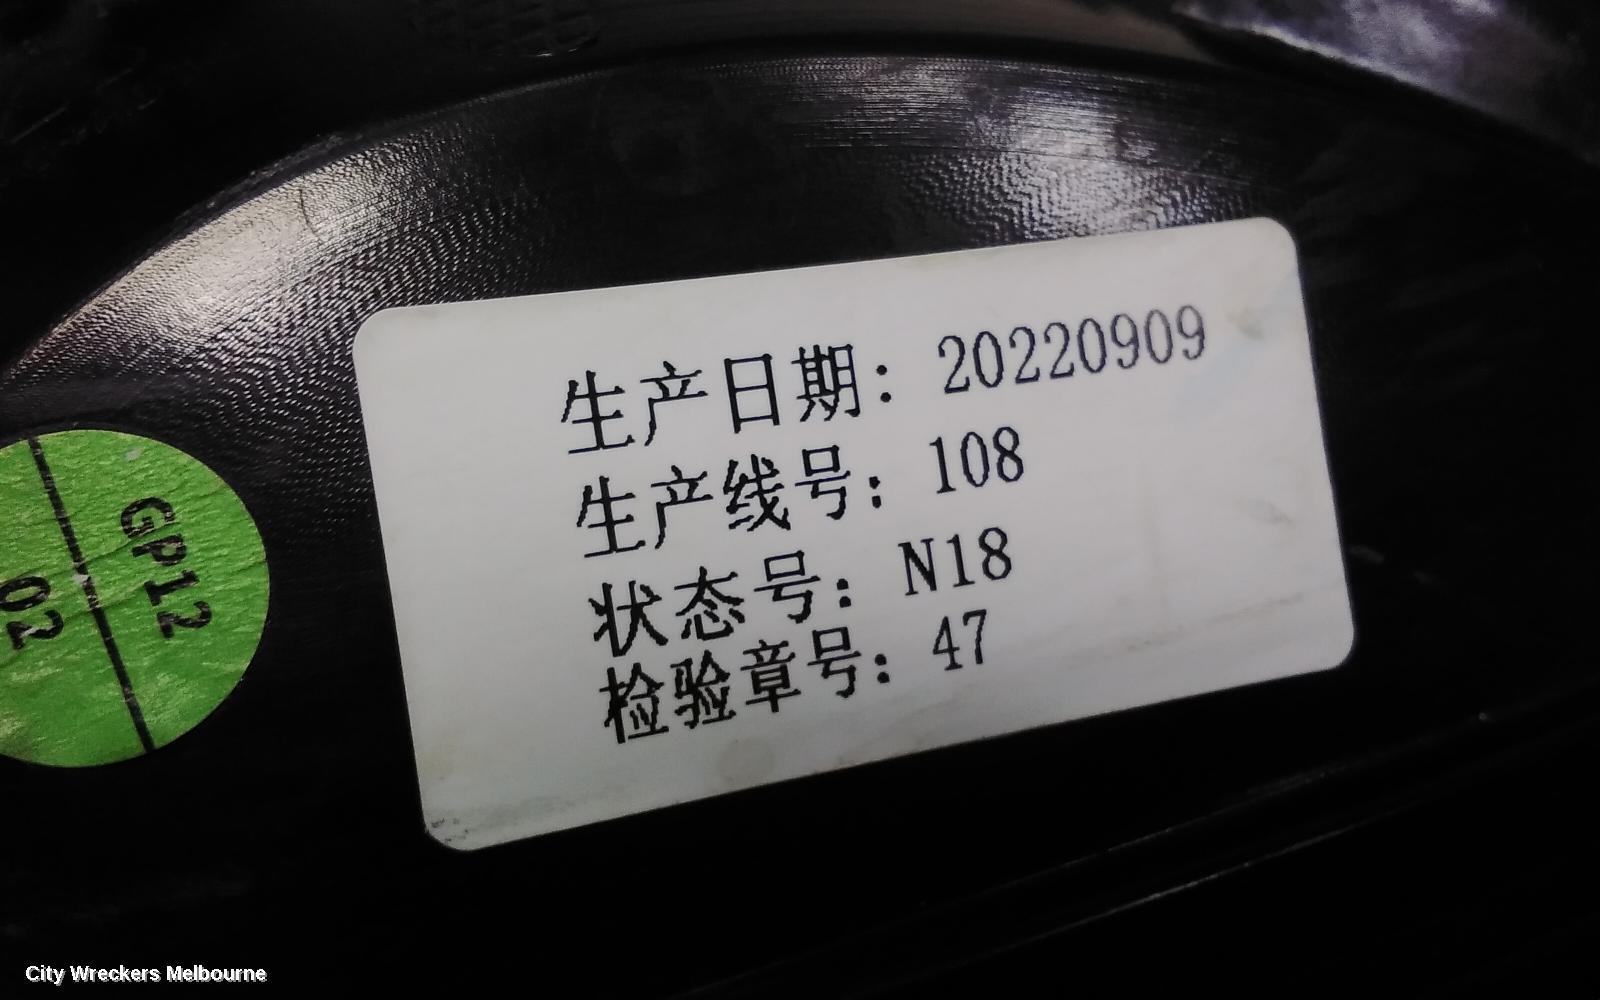 生产日期：20220909
生产线号：108
状态号：N18
检验章号：47
GP12
02
City Wreckers Melbourne